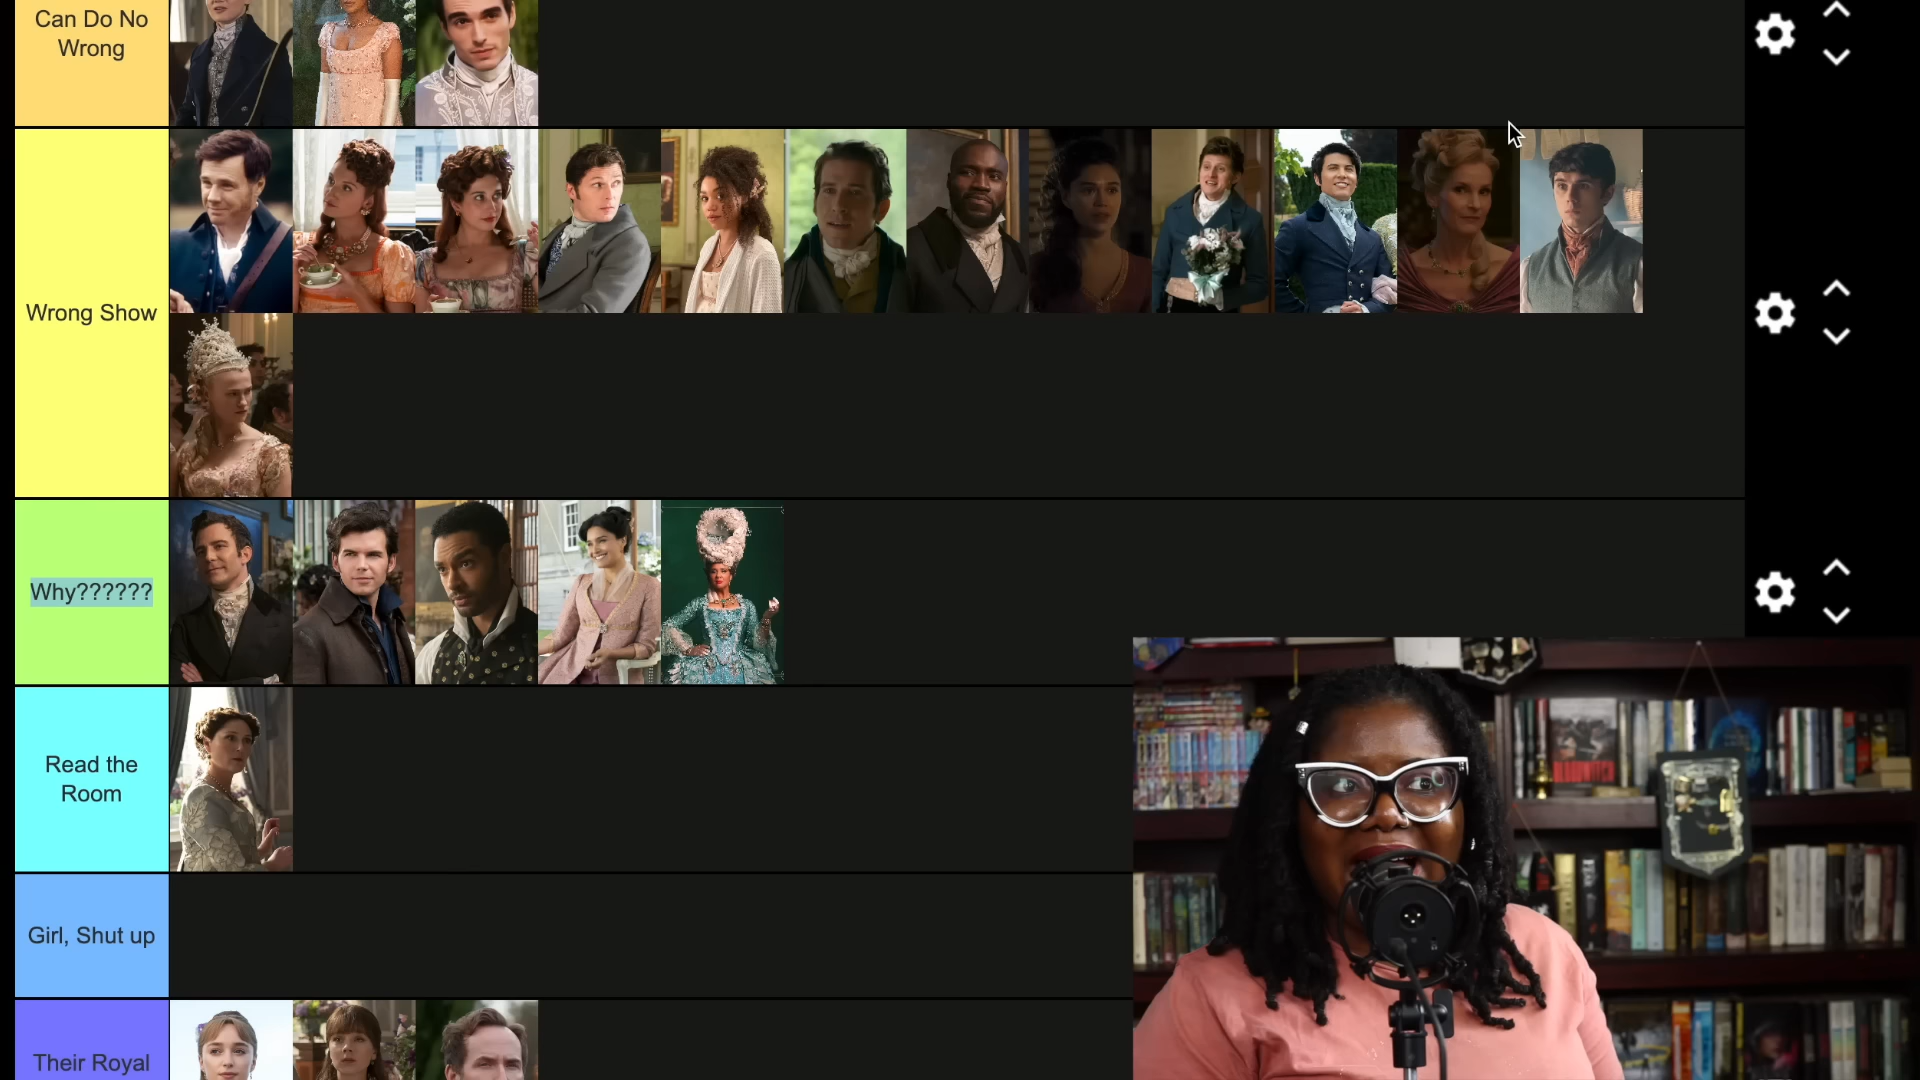 Can Do No
Wrong
Wrong Show
Why??????
Read the
Room
Girl, Shut up
Their Royal